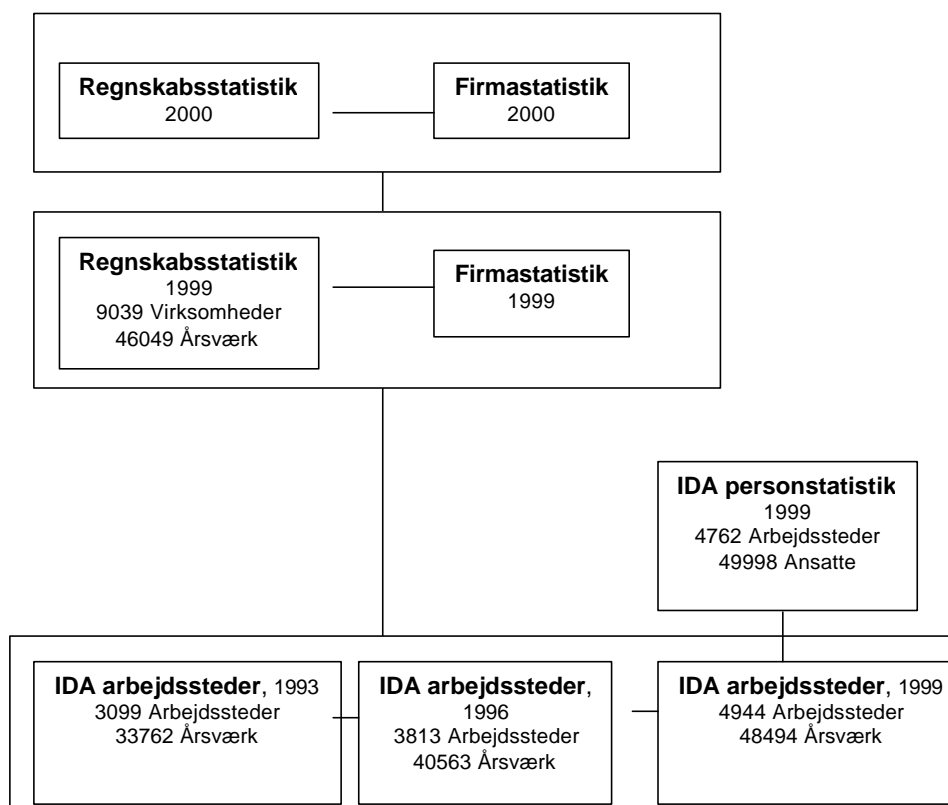 Regnskabsstatistik
2000
Firmastatistik
2000
Regnskabsstatistik
1999
9039 Virksomheder
46049 Årsværk
Firmastatistik
1999
IDA personstatistik
1999
4762 Arbejdssteder
49998 Ansatte
IDA arbejdssteder, 1993
3099 Arbejdssteder
33762 Årsværk
IDA arbejdssteder,
1996
3813 Arbejdssteder
40563 Årsværk
IDA arbejdssteder, 1999
4944 Arbejdssteder
48494 Årsværk